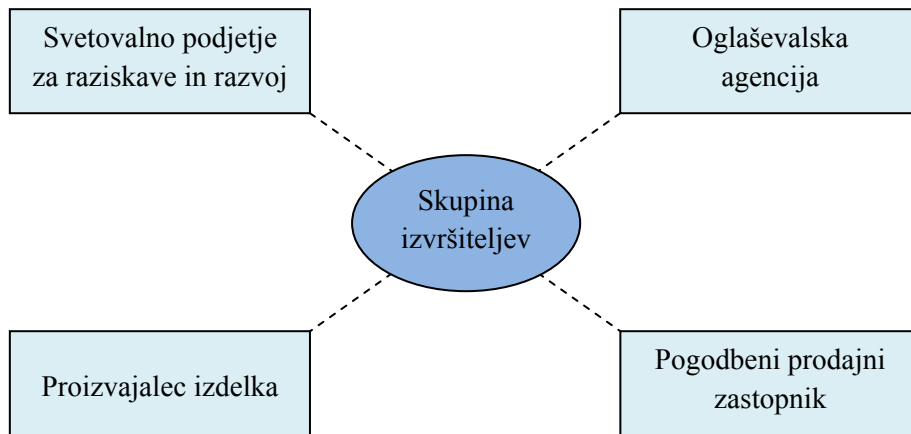 Svetovalno podjetje
za raziskave in razvoj
Oglaševalska
agencija
Skupina
izvršiteljev
Proizvajalec izdelka
Pogodbeni prodajni
zastopnik